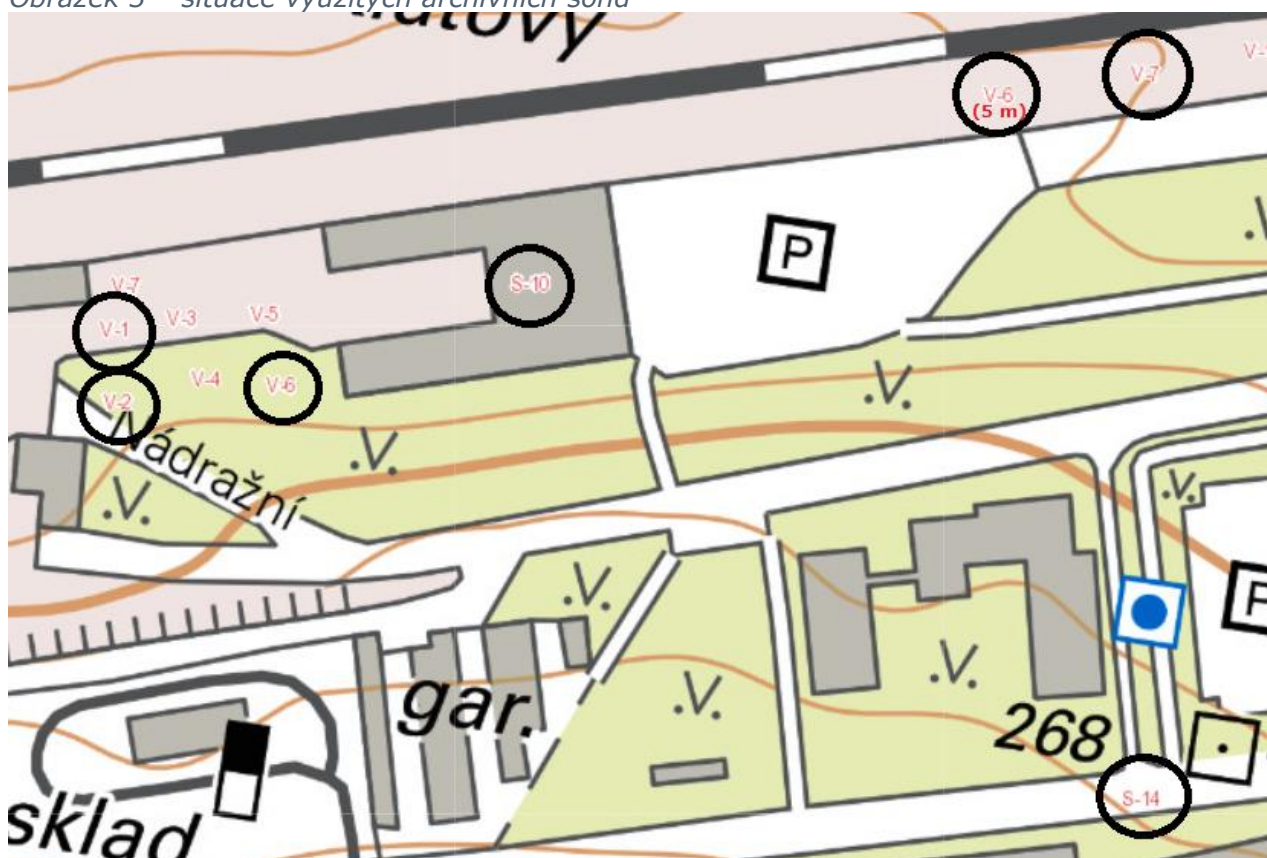 Obrázek 5 – situace využitých archivních sond
V-6
(5 m)
V-7
P
S-10
V-7
V-1
V-3
V-5
V-2
V-4
V-6
Nádražní
P
gar.
268
S-14
sklad